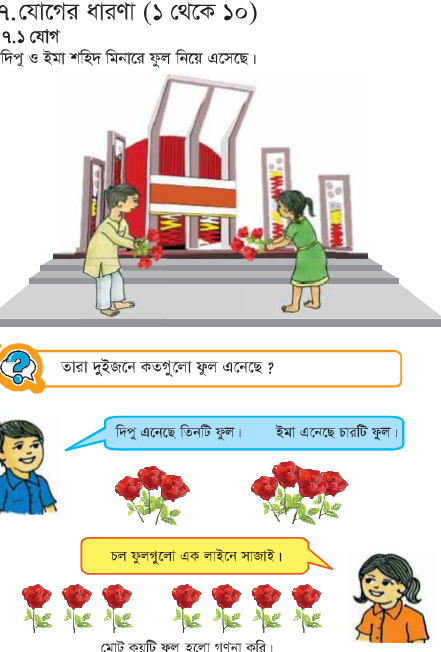 ৭.যোগের ধারণা (১ থেকে ১০)
৭.১ যোগ
দিপু ও ইমা শহিদ মিনারে ফুল নিয়ে এসেছে।
তারা দুইজনে কতগুলো ফুল এনেছে ?
দিপু এনেছে তিনটি ফুল। ইমা এনেছে চারটি ফুল।
চল ফুলগুলো এক লাইনে সাজাই।
মোট কয়টি ফুল হলো গণনা করি।